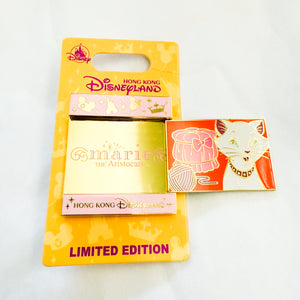 Disney
HONG KONG
DISNEYLAND
marie
THE Aristocats
HONG KONG DISNEYLAND
LIMITED EDITION